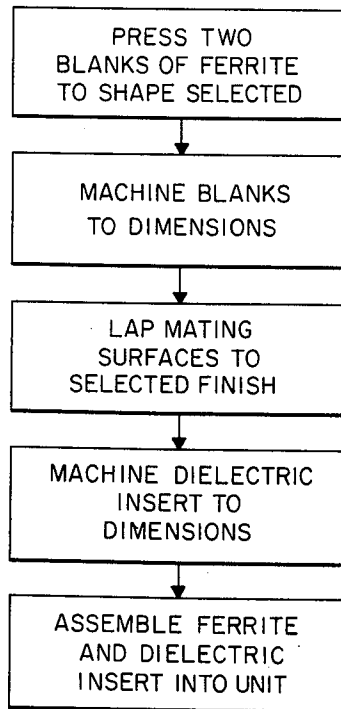 PRESS TWO
BLANKS OF FERRITE
TO SHAPE SELECTED
MACHINE BLANKS
TO DIMENSIONS
LAP MATING
SURFACES TO
SELECTED FINISH
MACHINE DIELECTRIC
INSERT TO
DIMENSIONS
ASSEMBLE FERRITE
AND DIELECTRIC
INSERT INTO UNIT